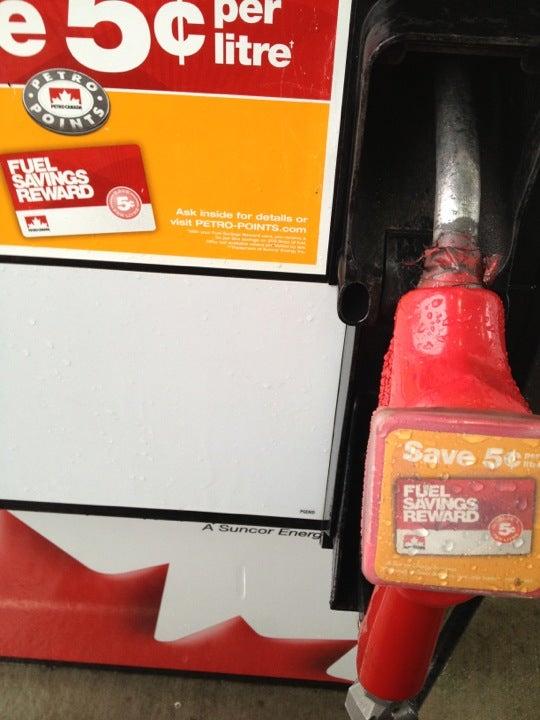 e 5¢ per
litre†
PETRO
POINTS
PETRO-CANADA
FUEL
SAVINGS
REWARD
5¢
Ask inside for details or
visit PETRO-POINTS.com
A Suncor Energ
Save 5¢ per
FUEL
SAVINGS
REWARD
5¢